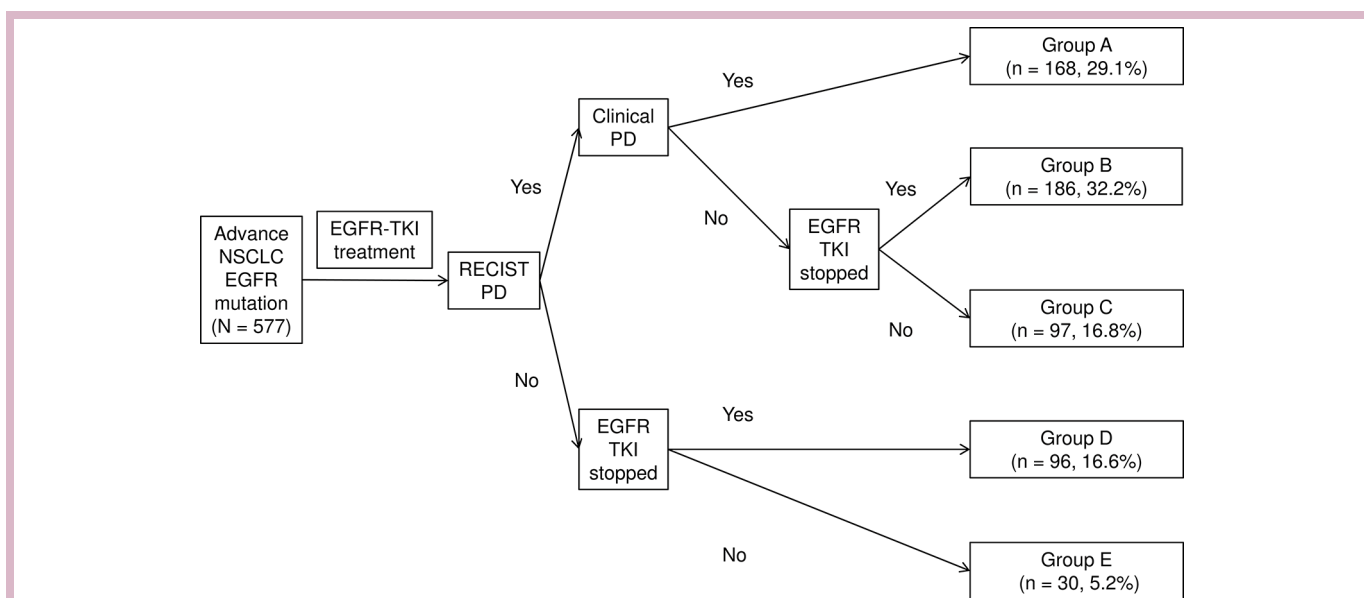 Advance
NSCLC
EGFR
mutation
(N = 577)
EGFR-TKI
treatment
RECIST
PD
Yes
No
Clinical
PD
Yes
No
EGFR
TKI
stopped
Yes
No
EGFR
TKI
stopped
Yes
No
Group A
(n = 168, 29.1%)
Group B
(n = 186, 32.2%)
Group C
(n = 97, 16.8%)
Group D
(n = 96, 16.6%)
Group E
(n = 30, 5.2%)